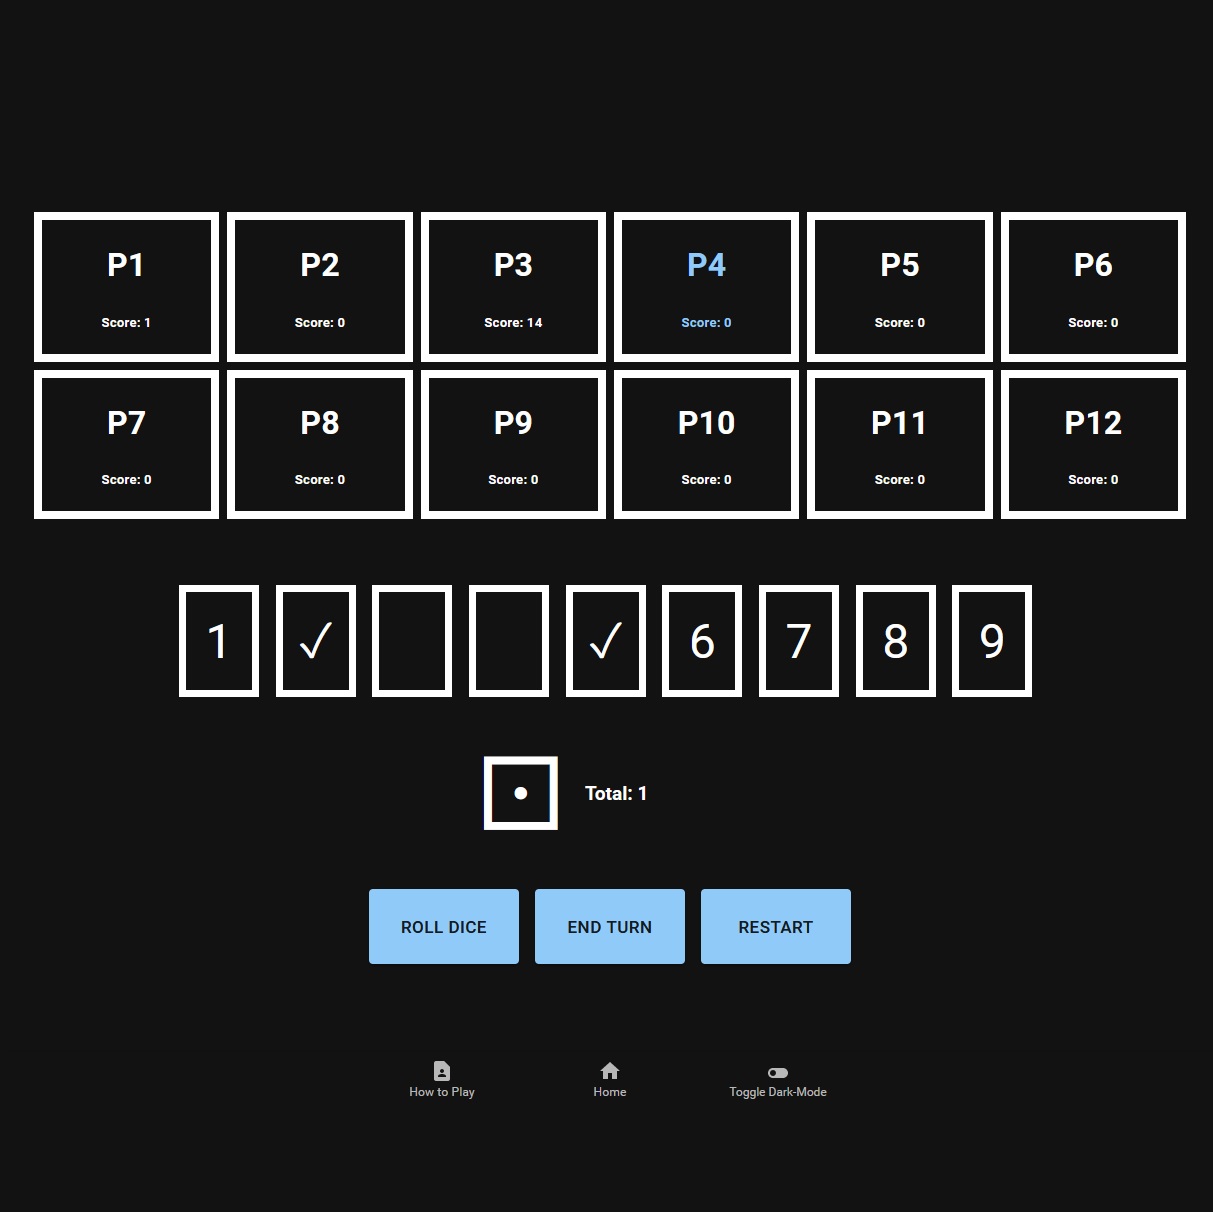 P1 P2 P3 P4 P5 P6
Score: 1 Score: 0 Score: 14 Score: 0 Score: 0 Score: 0
P7 P8 P9 P10 P11 P12
Score: 0 Score: 0 Score: 0 Score: 0 Score: 0 Score: 0
1 ✓ ✓ 6 7 8 9
Total: 1
ROLL DICE END TURN RESTART
How to Play Home Toggle Dark-Mode